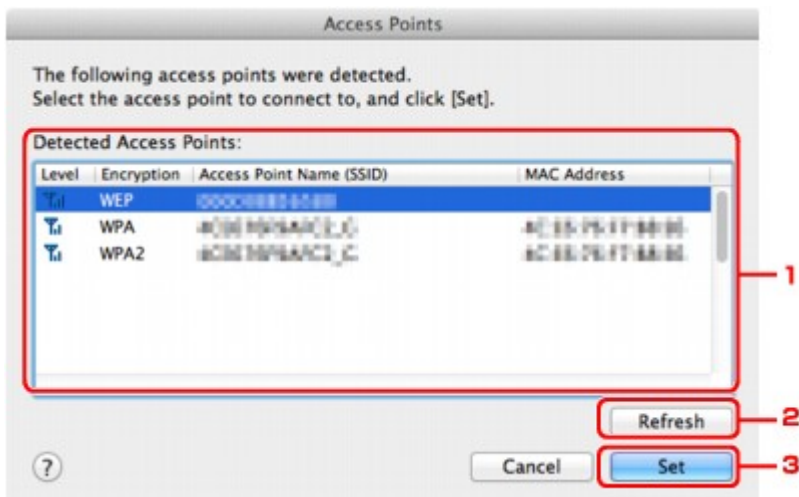 Access Points
The following access points were detected.
Select the access point to connect to, and click [Set].
Detected Access Points:
Level Encryption Access Point Name (SSID) MAC Address
WEP
WPA
WPA2
1
Refresh 2
? Cancel Set 3